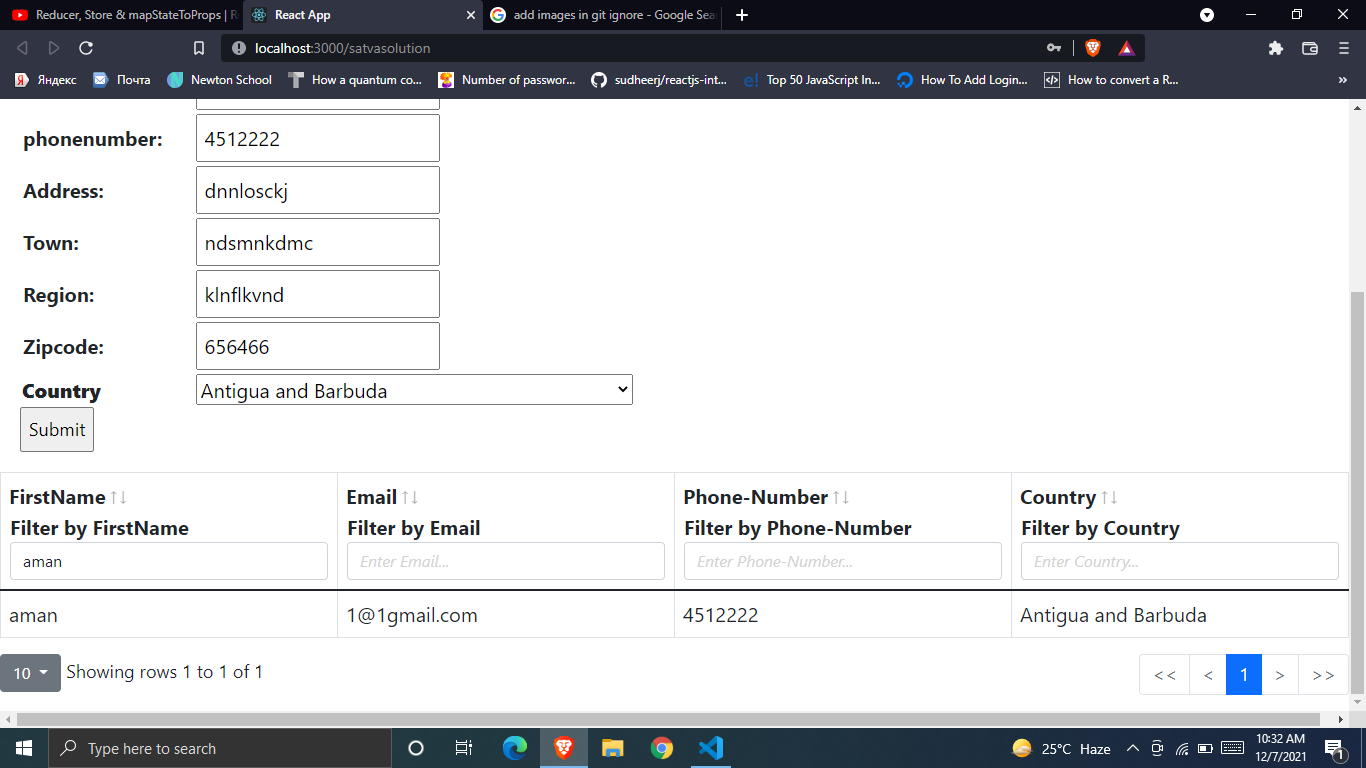 Reducer, Store & mapStateToProps | R
React App
add images in git ignore - Google Sea
localhost:3000/satvasolution
Яндекс
Почта
Newton School
How a quantum co...
Number of passwor...
sudheerj/reactjs-int...
Top 50 JavaScript In...
How To Add Login...
How to convert a R...
phonenumber: 4512222
Address: dnnlosckj
Town: ndsmnkdmc
Region: klnflkvnd
Zipcode: 656466
Country Antigua and Barbuda
Submit
FirstName Email Phone-Number Country
Filter by FirstName Filter by Email Filter by Phone-Number Filter by Country
aman Enter Email... Enter Phone-Number... Enter Country...
aman 1@1gmail.com 4512222 Antigua and Barbuda
10 Showing rows 1 to 1 of 1 << < 1 > >>
Type here to search
25°C Haze
10:32 AM
12/7/2021
1